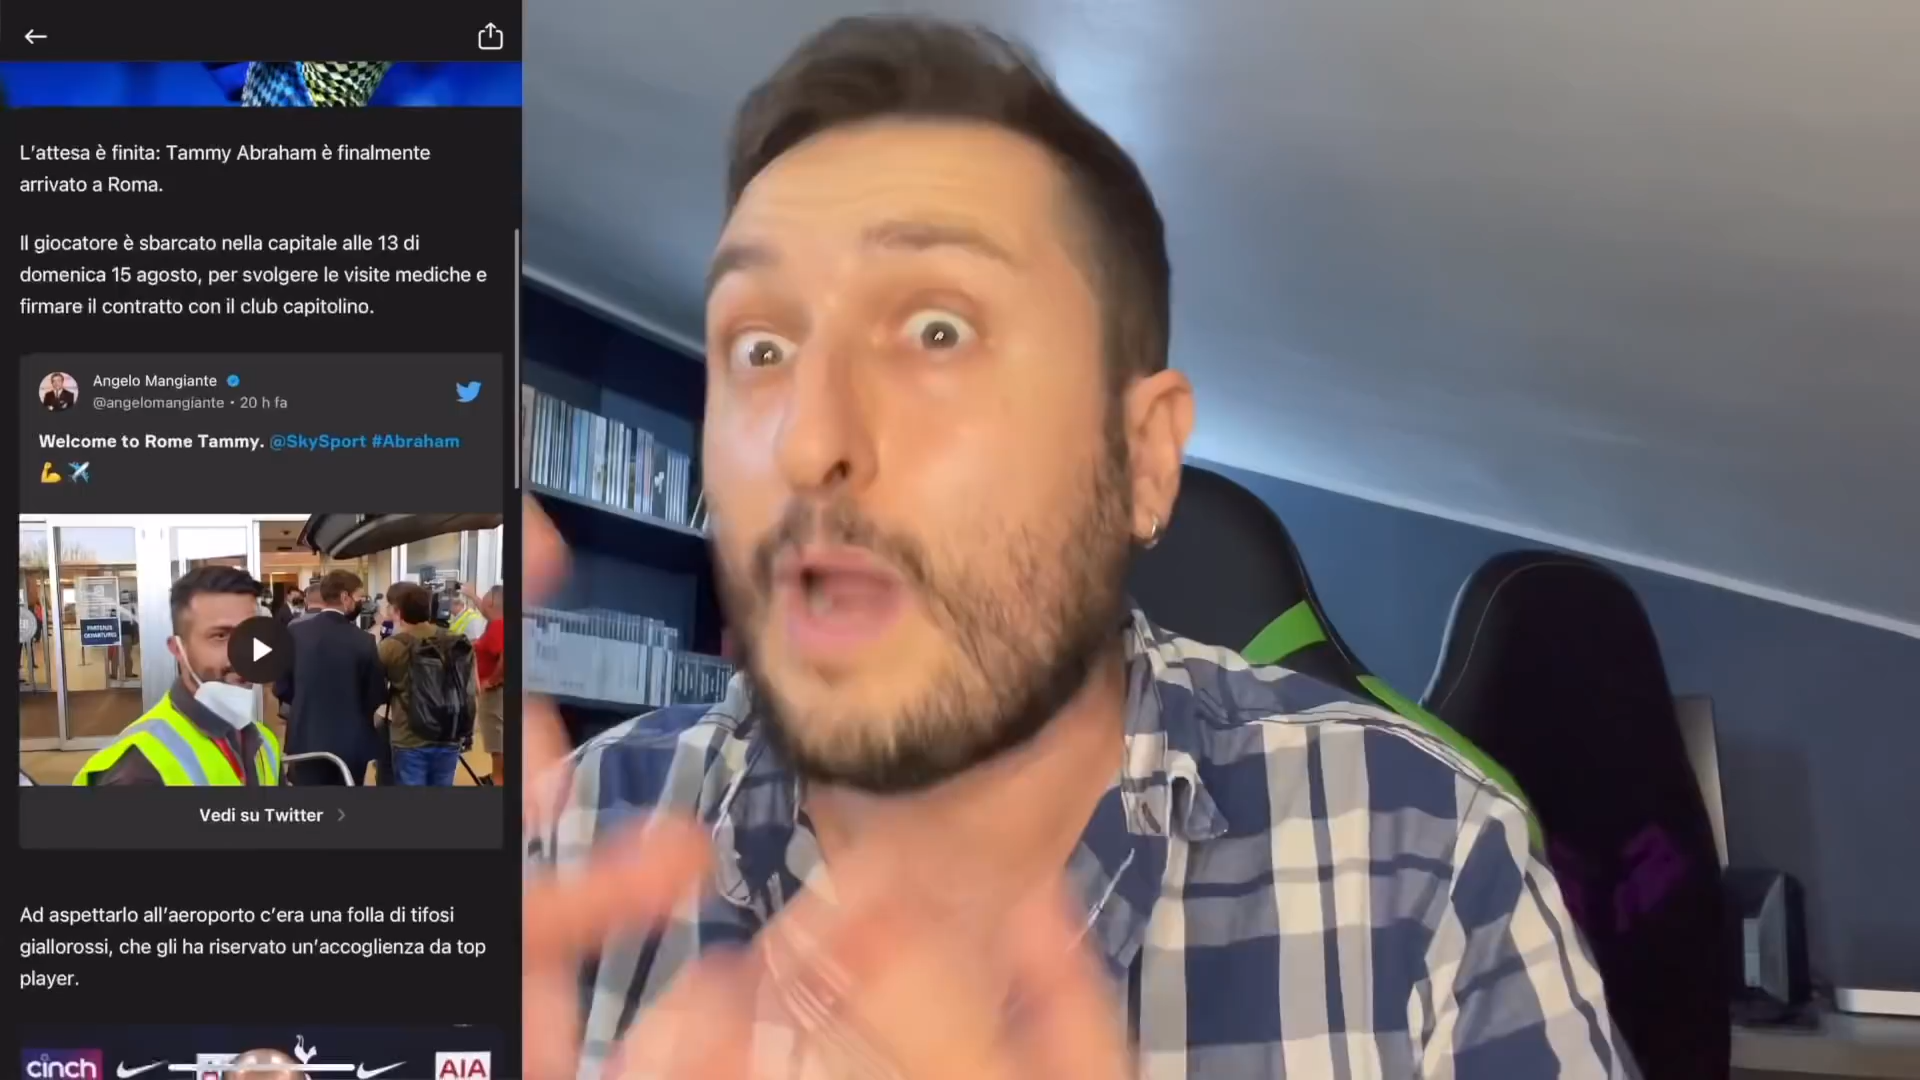 L'attesa è finita: Tammy Abraham è finalmente
arrivato a Roma.
Il giocatore è sbarcato nella capitale alle 13 di
domenica 15 agosto, per svolgere le visite mediche e
firmare il contratto con il club capitolino.
Angelo Mangiante
@angelomangiante • 20 h fa
Welcome to Rome Tammy. @SkySport #Abraham
💪✈️
PARTENZE
DEPARTURES
Vedi su Twitter
Ad aspettarlo all'aeroporto c'era una folla di tifosi
giallorossi, che gli ha riservato un'accoglienza da top
player.
cinch
AIA